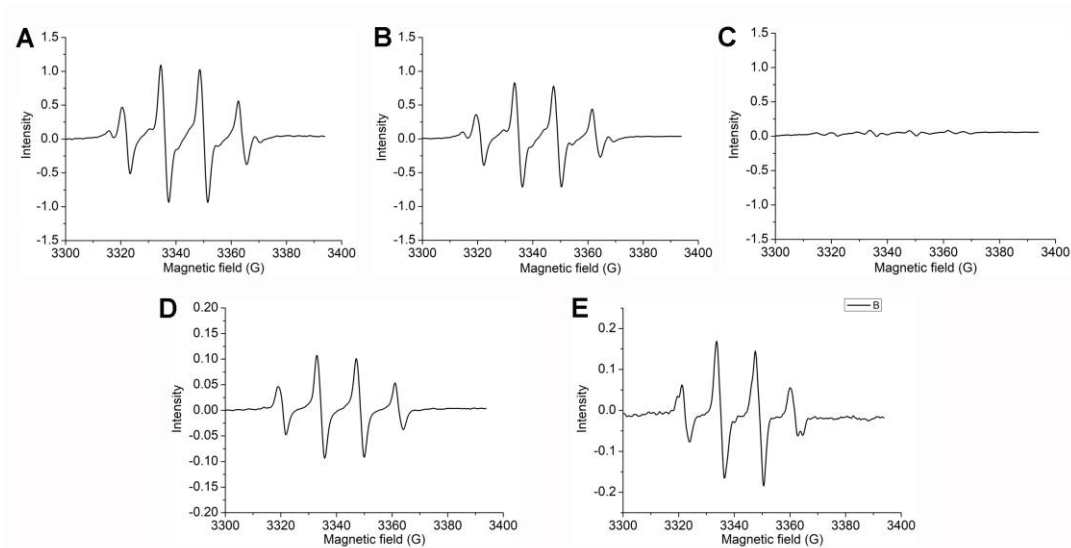 A
1.5
1.0
0.5
0.0
-0.5
-1.0
-1.5
Intensity
3300 3320 3340 3360 3380 3400
Magnetic field (G)
B
1.5
1.0
0.5
0.0
-0.5
-1.0
-1.5
Intensity
3300 3320 3340 3360 3380 3400
Magnetic field (G)
C
1.5
1.0
0.5
0.0
-0.5
-1.0
-1.5
Intensity
3300 3320 3340 3360 3380 3400
Magnetic field (G)
D
0.20
0.15
0.10
0.05
0.00
-0.05
-0.10
-0.15
-0.20
Intensity
3300 3320 3340 3360 3380 3400
Magnetic field (G)
E
B
0.2
0.1
0.0
-0.1
-0.2
Intensity
3300 3320 3340 3360 3380 3400
Magnetic field (G)